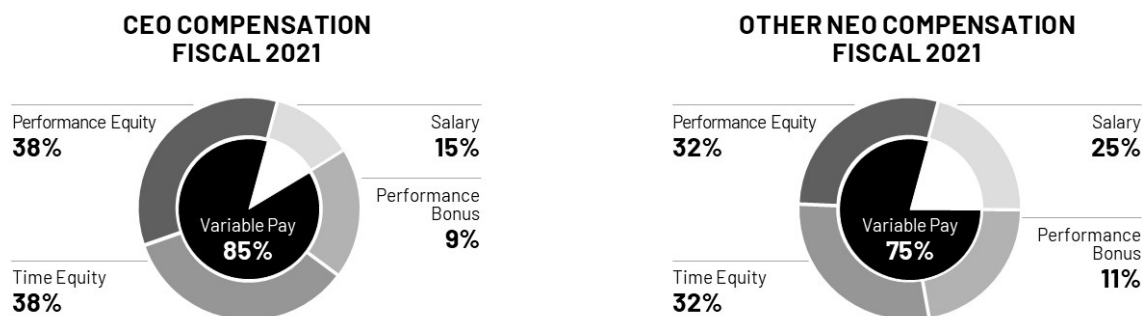 CEO COMPENSATION
FISCAL 2021
Performance Equity
38%
Salary
15%
Performance
Bonus
9%
Variable Pay
85%
Time Equity
38%
OTHER NEO COMPENSATION
FISCAL 2021
Performance Equity
32%
Salary
25%
Performance
Bonus
11%
Variable Pay
75%
Time Equity
32%